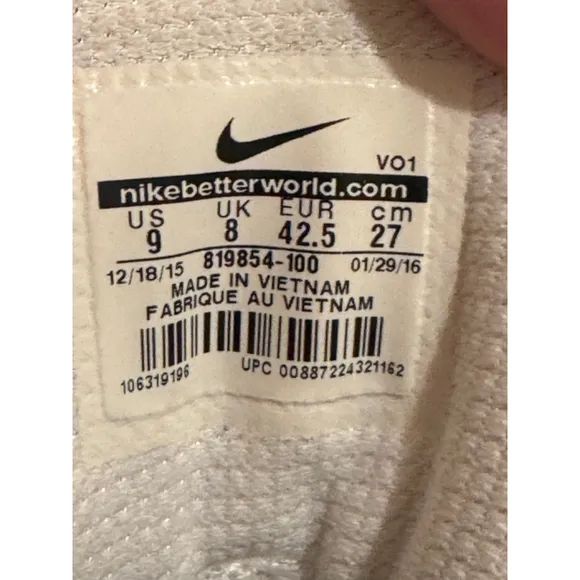 VO1
nikebetterworld.com
US UK EUR cm
9 8 42.5 27
12/18/15 819854-100 01/29/16
MADE IN VIETNAM
FABRIQUE AU VIETNAM
106319196 UPC 00887224321162